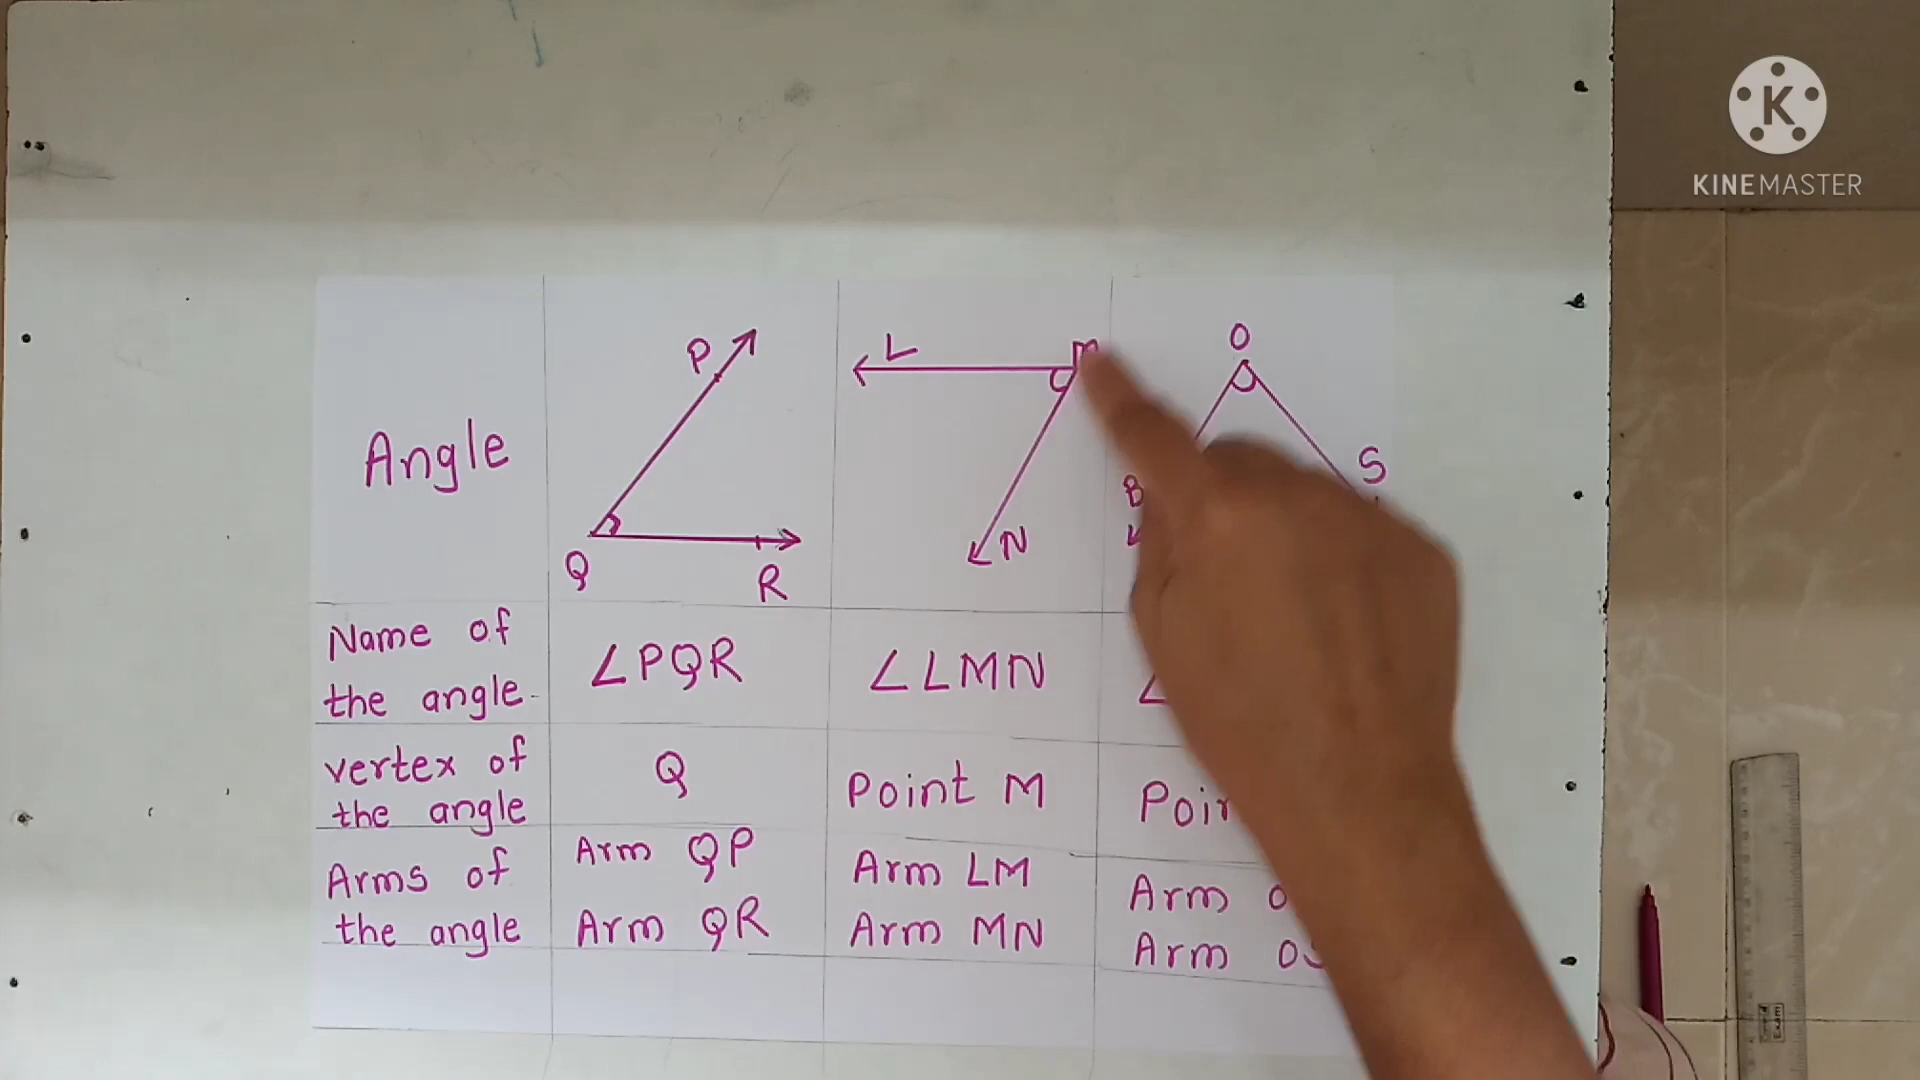 K
KINEMASTER
P
Q
R
L
M
N
O
B
S
Angle
Name of
the angle
∠PQR
∠LMN
vertex of
the angle
Q
Point M
Arms of
the angle
Arm QP
Arm QR
Arm LM
Arm MN
Arm
Arm OS